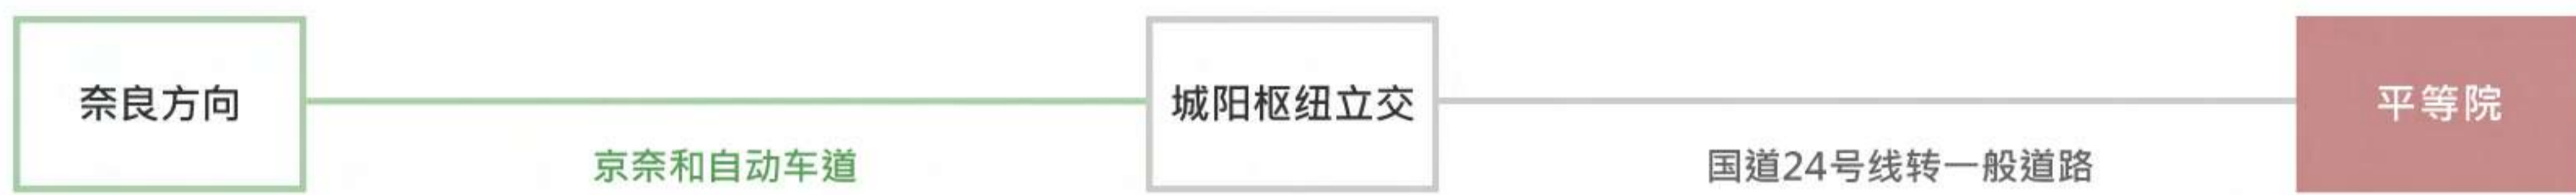 奈良方向
京奈和自动车道
城阳枢纽立交
国道24号线转一般道路
平等院